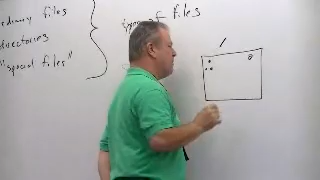 ordinary files
directories
"special files"
types of files
/
.
..